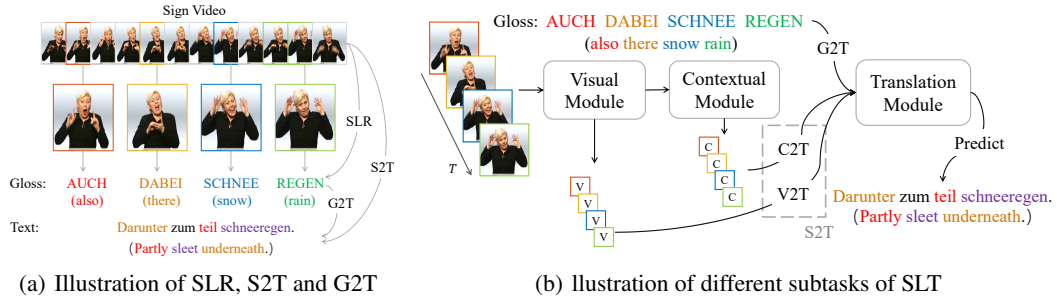 Sign Video
SLR
S2T
Gloss: AUCH DABEI SCHNEE REGEN
(also) (there) (snow) (rain)
G2T
Text: Darunter zum teil schneeregen.
(Partly sleet underneath.)
(a) Illustration of SLR, S2T and G2T
Gloss: AUCH DABEI SCHNEE REGEN
(also there snow rain)
G2T
Visual
Module
Contextual
Module
Translation
Module
T
C
C
C
C
V
V
V
V
C2T
V2T
S2T
Predict
Darunter zum teil schneeregen.
(Partly sleet underneath.)
(b) llustration of different subtasks of SLT